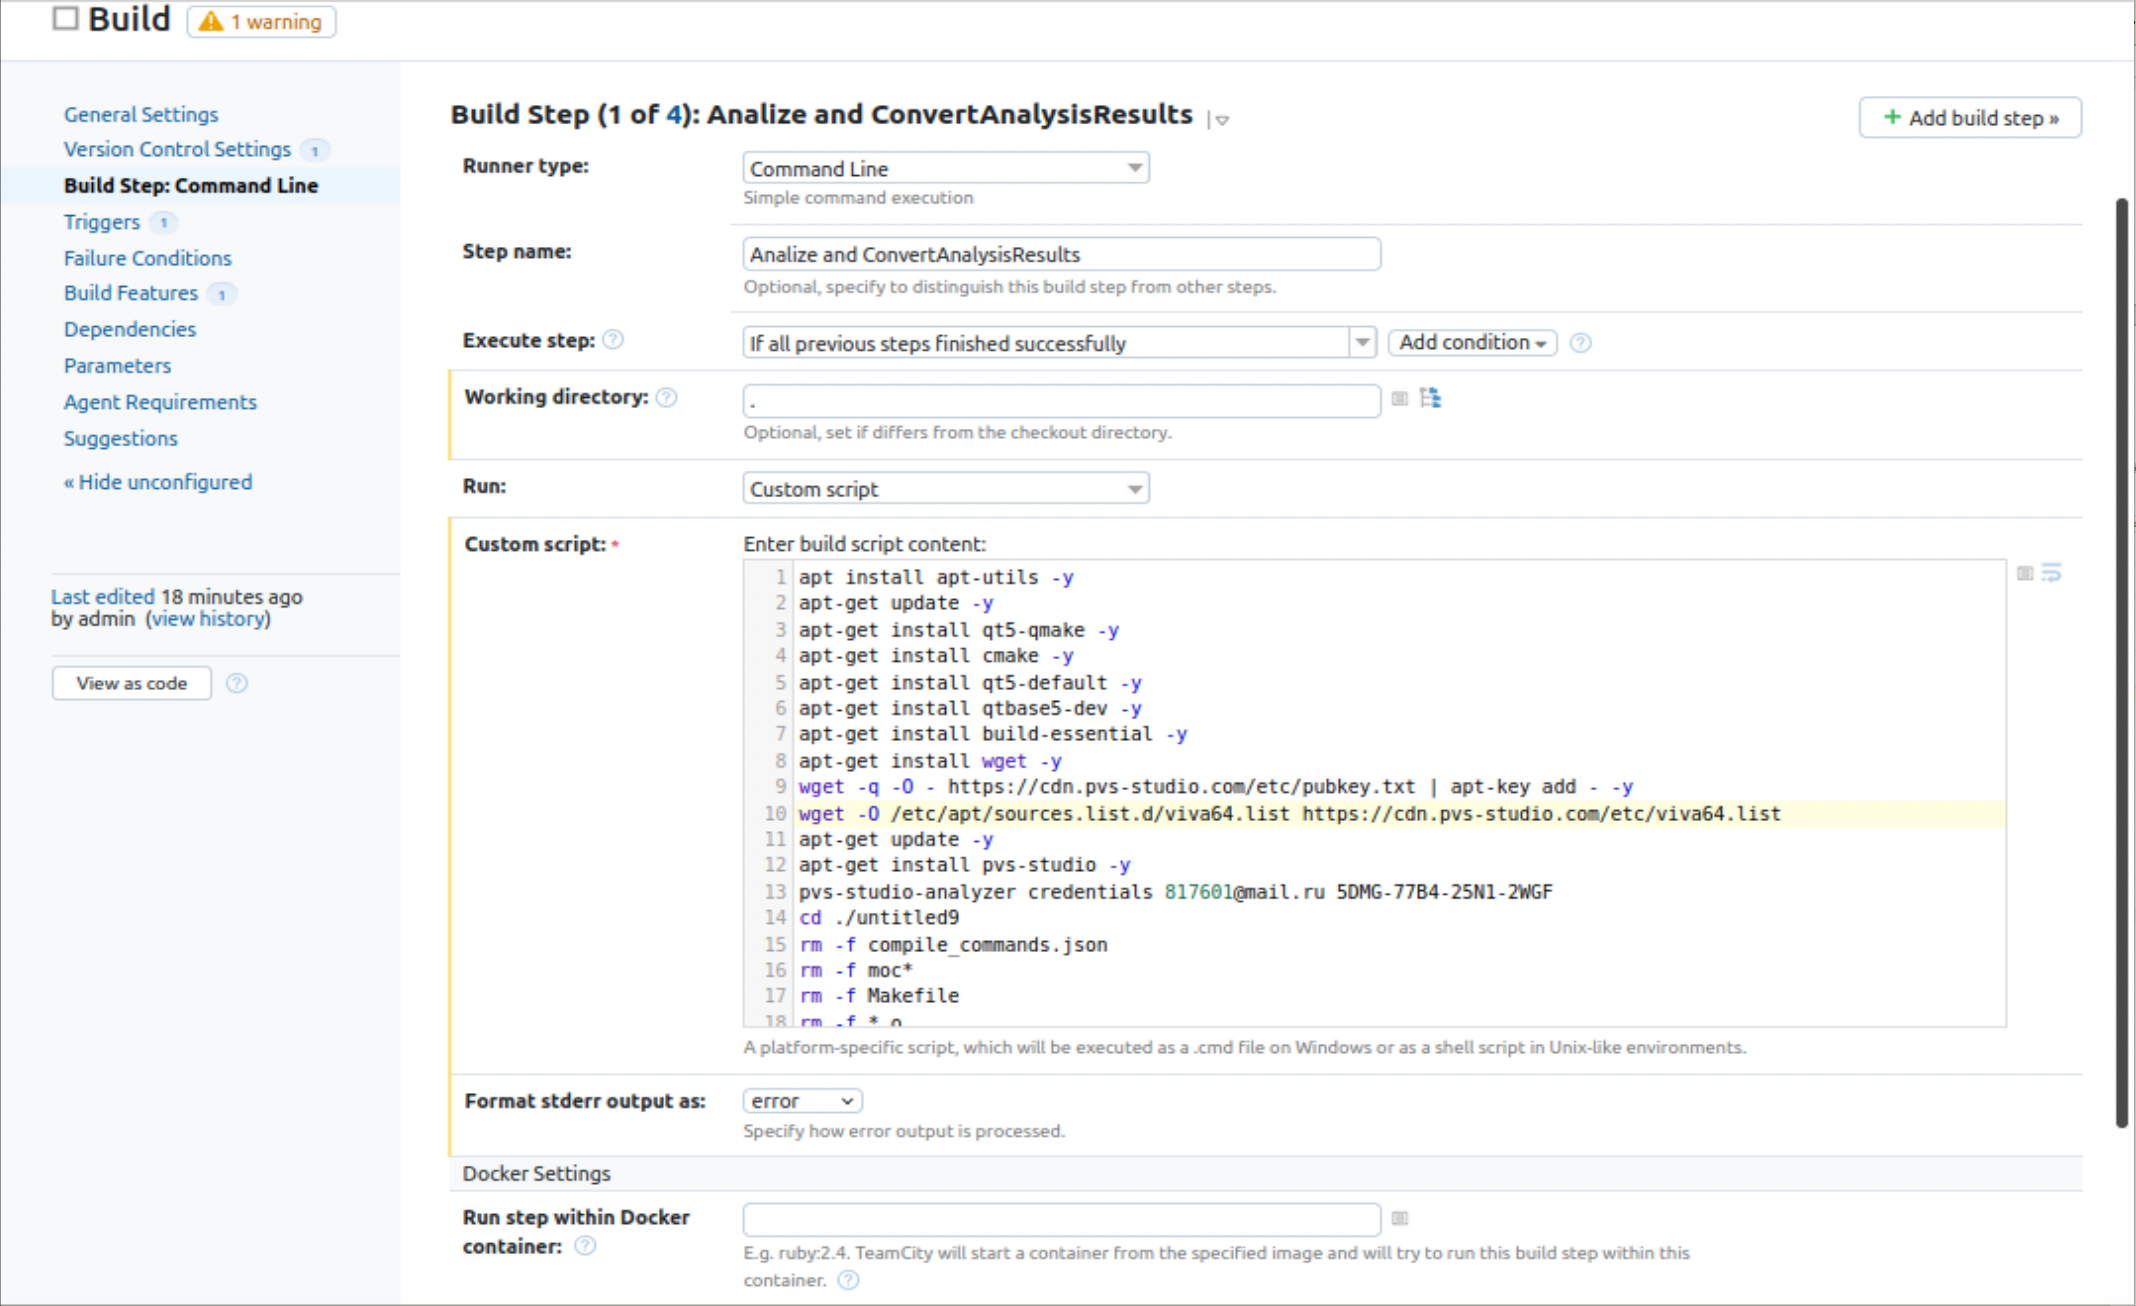 Build 1 warning
General Settings
Version Control Settings 1
Build Step: Command Line
Triggers 1
Failure Conditions
Build Features 1
Dependencies
Parameters
Agent Requirements
Suggestions
« Hide unconfigured
Last edited 18 minutes ago
by admin (view history)
View as code ?
Build Step (1 of 4): Analize and ConvertAnalysisResults
+ Add build step »
Runner type: Command Line
Simple command execution
Step name: Analize and ConvertAnalysisResults
Optional, specify to distinguish this build step from other steps.
Execute step: ? If all previous steps finished successfully Add condition ?
Working directory: ? .
Optional, set if differs from the checkout directory.
Run: Custom script
Custom script: * Enter build script content:
1 apt install apt-utils -y
2 apt-get update -y
3 apt-get install qt5-qmake -y
4 apt-get install cmake -y
5 apt-get install qt5-default -y
6 apt-get install qtbase5-dev -y
7 apt-get install build-essential -y
8 apt-get install wget -y
9 wget -q -O - https://cdn.pvs-studio.com/etc/pubkey.txt | apt-key add - -y
10 wget -O /etc/apt/sources.list.d/viva64.list https://cdn.pvs-studio.com/etc/viva64.list
11 apt-get update -y
12 apt-get install pvs-studio -y
13 pvs-studio-analyzer credentials 817601@mail.ru 5DMG-77B4-25N1-2WGF
14 cd ./untitled9
15 rm -f compile_commands.json
16 rm -f moc*
17 rm -f Makefile
18 rm -f *.o
A platform-specific script, which will be executed as a .cmd file on Windows or as a shell script in Unix-like environments.
Format stderr output as: error
Specify how error output is processed.
Docker Settings
Run step within Docker
container: ?
E.g. ruby:2.4. TeamCity will start a container from the specified image and will try to run this build step within this
container. ?